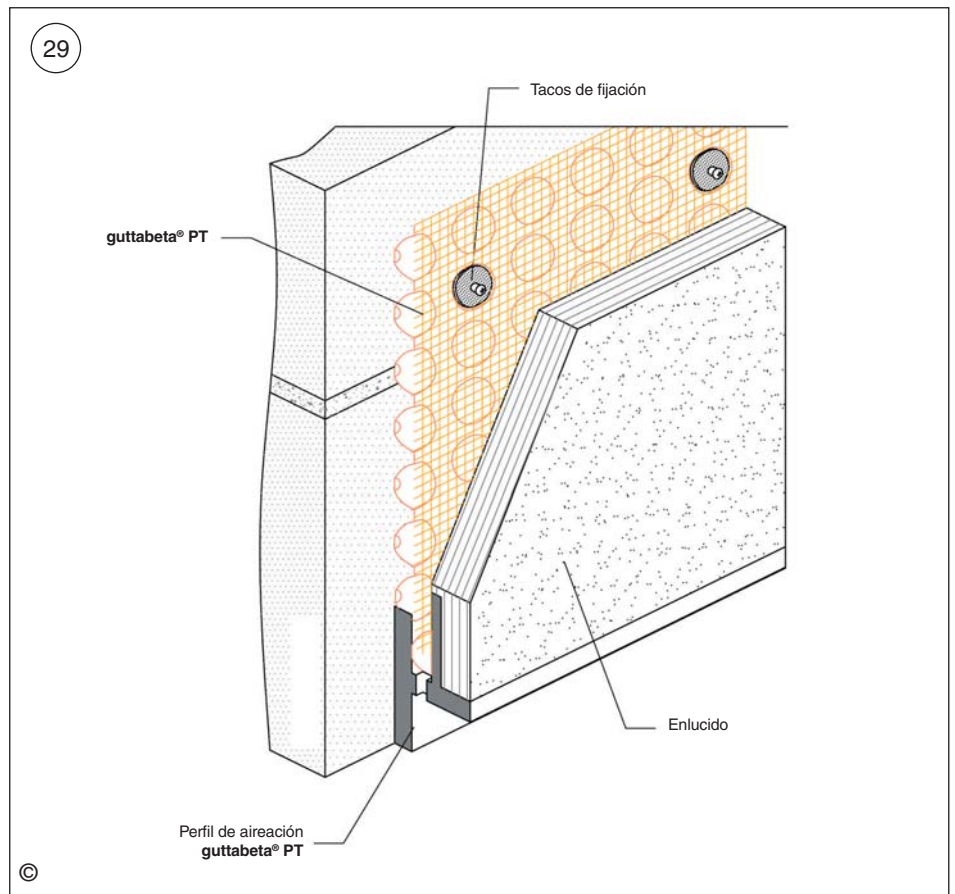 29
Tacos de fijación
guttabeta® PT
Enlucido
Perfil de aireación
guttabeta® PT
©